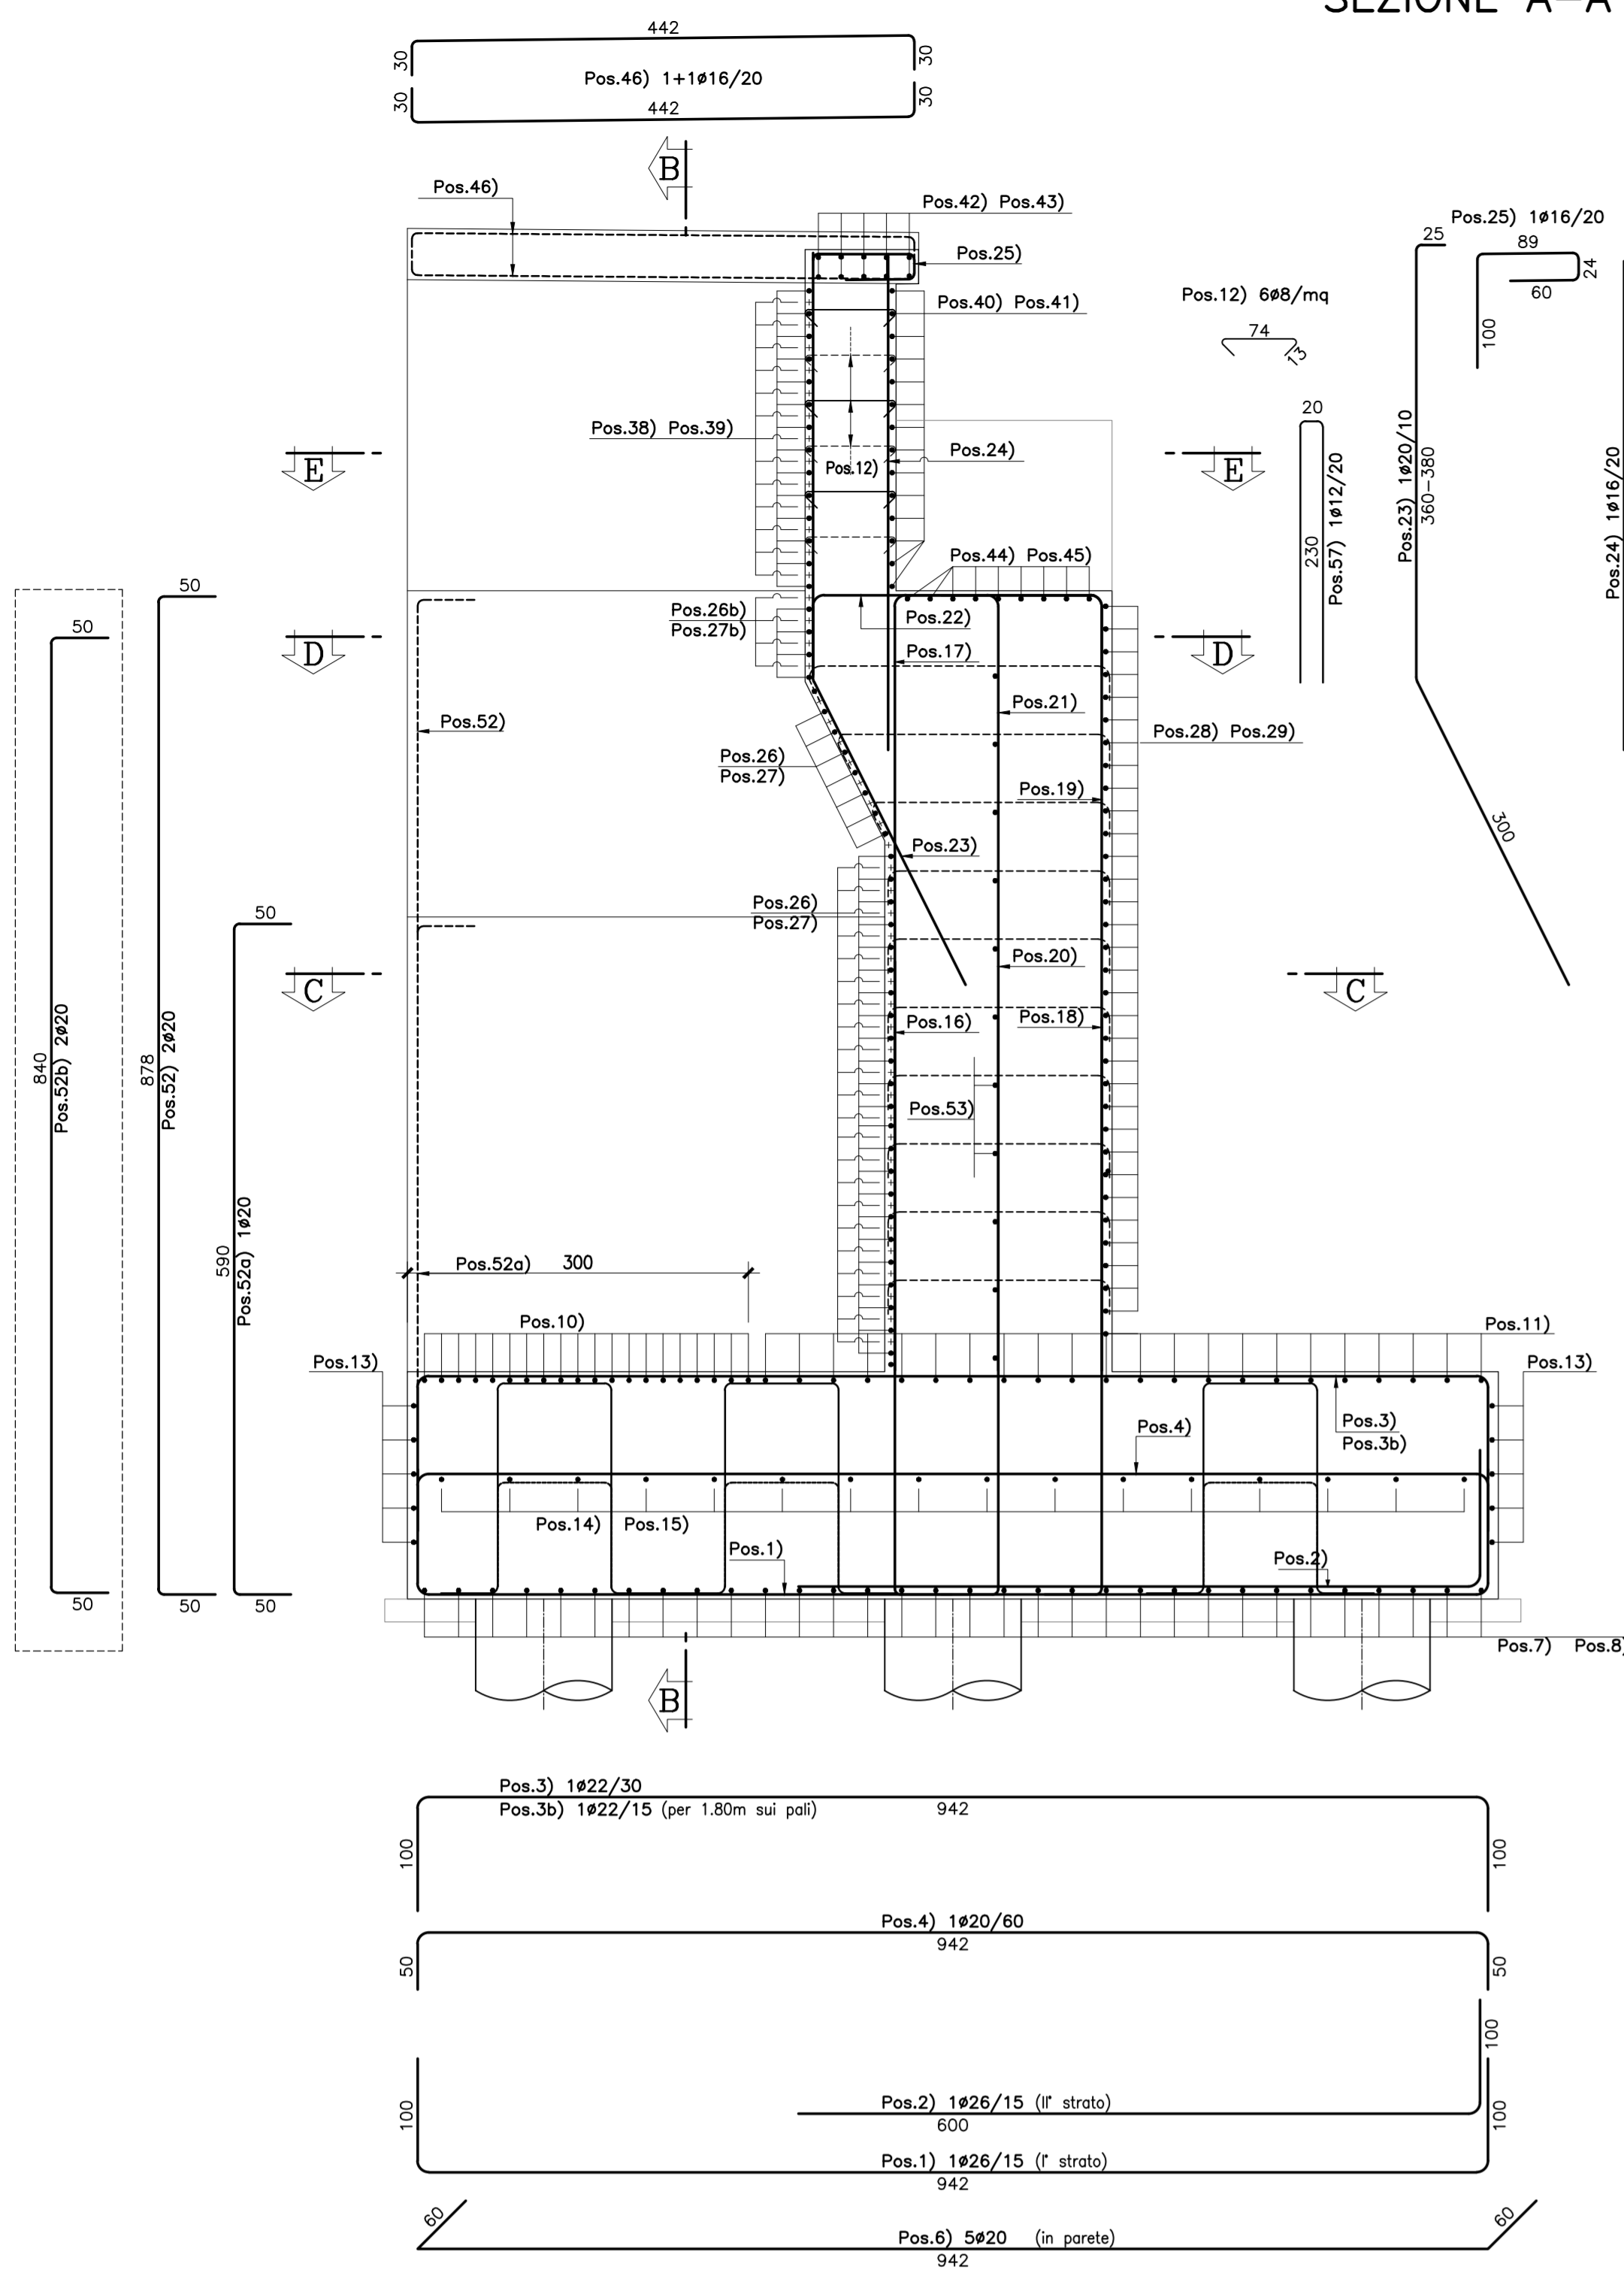 SEZIONE A-A
442
30
30
Pos.46) 1+1ø16/20
30
30
442
B
Pos.46)
Pos.42) Pos.43)
Pos.25)
Pos.40) Pos.41)
Pos.25) 1ø16/20
25
89
24
60
100
Pos.12) 6ø8/mq
74
13
Pos.38) Pos.39)
E
Pos.12)
Pos.24)
E
20
230
Pos.57) 1ø12/20
Pos.23) 1ø20/10
360-380
300
Pos.24) 1ø16/20
Pos.44) Pos.45)
50
50
Pos.26b)
Pos.27b)
Pos.22)
D
Pos.17)
D
Pos.52)
Pos.21)
Pos.28) Pos.29)
Pos.26)
Pos.27)
Pos.19)
Pos.23)
50
Pos.26)
Pos.27)
C
Pos.20)
C
Pos.16)
Pos.18)
840
Pos.52b) 2ø20
878
Pos.52) 2ø20
590
Pos.52a) 1ø20
Pos.53)
Pos.52a)
300
Pos.10)
Pos.11)
Pos.13)
Pos.13)
Pos.3)
Pos.3b)
Pos.4)
Pos.14)
Pos.15)
Pos.1)
Pos.2)
50
50
50
Pos.7)
Pos.8)
B
Pos.3) 1ø22/30
Pos.3b) 1ø22/15 (per 1.80m sui pali)
942
100
100
Pos.4) 1ø20/60
942
50
50
100
Pos.2) 1ø26/15 (II° strato)
600
100
100
Pos.1) 1ø26/15 (I° strato)
942
60
60
Pos.6) 5ø20 (in parete)
942